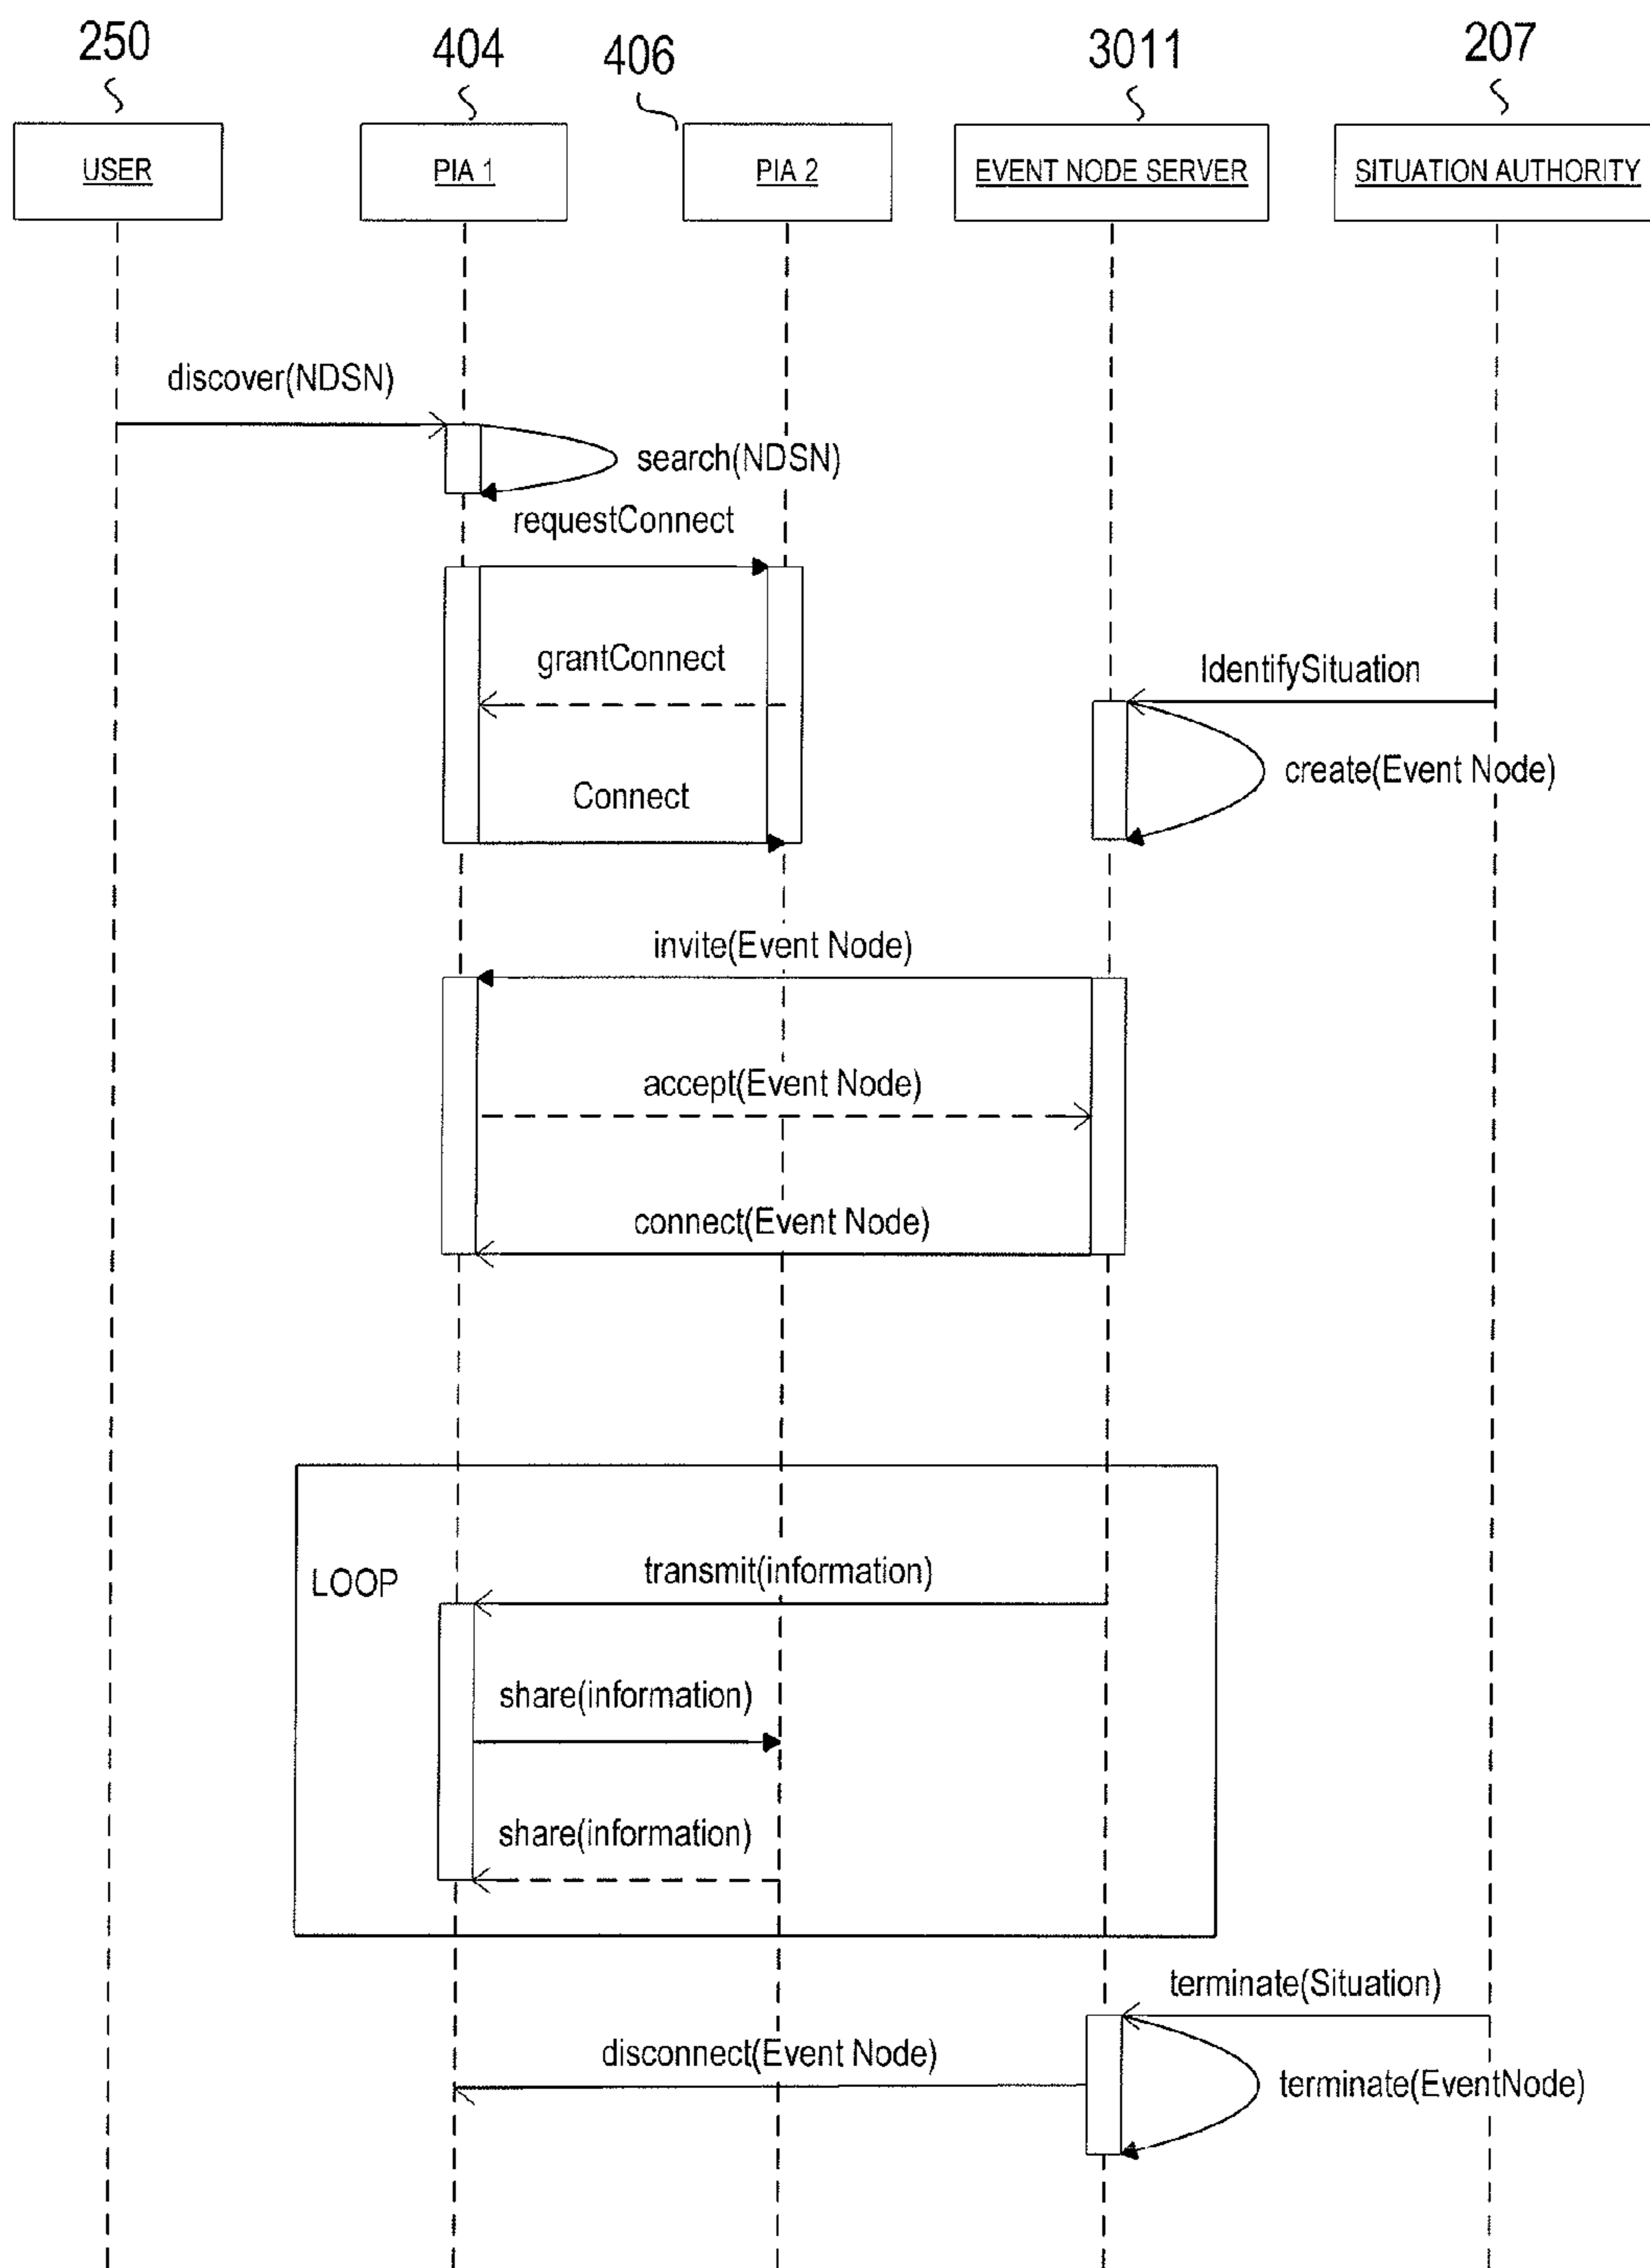 250
404
406
3011
207
USER
PIA 1
PIA 2
EVENT NODE SERVER
SITUATION AUTHORITY
discover(NDSN)
search(NDSN)
requestConnect
grantConnect
IdentifySituation
create(Event Node)
Connect
invite(Event Node)
accept(Event Node)
connect(Event Node)
LOOP
transmit(information)
share(information)
share(information)
terminate(Situation)
disconnect(Event Node)
terminate(EventNode)